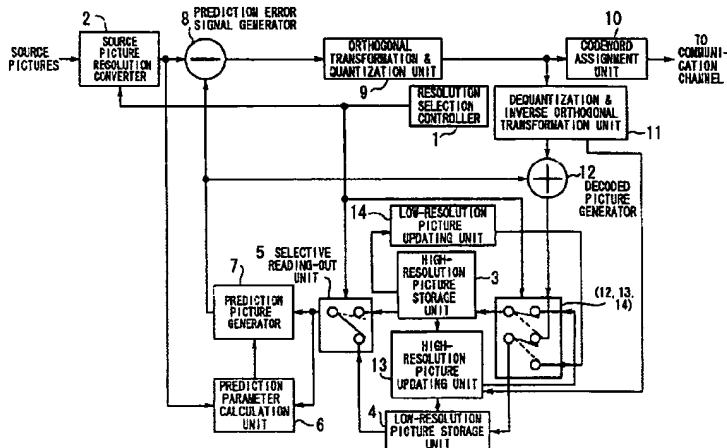 2
SOURCE
PICTURES
SOURCE
PICTURE
RESOLUTION
CONVERTER
8
PREDICTION ERROR
SIGNAL GENERATOR
ORTHOGONAL
TRANSFORMATION &
QUANTIZATION UNIT
9
10
CODEWORD
ASSIGNMENT
UNIT
TO
COMMUNI-
CATION
CHANNEL
RESOLUTION
SELECTION
CONTROLLER
1
DEQUANTIZATION &
INVERSE ORTHOGONAL
TRANSFORMATION UNIT
11
12
DECODED
PICTURE
GENERATOR
14
LOW-RESOLUTION
PICTURE
UPDATING UNIT
5 SELECTIVE
READING-OUT
UNIT
7
PREDICTION
PICTURE
GENERATOR
HIGH-
RESOLUTION
PICTURE
STORAGE
UNIT
3
(12, 13,
14)
HIGH-
RESOLUTION
PICTURE
UPDATING UNIT
13
PREDICTION
PARAMETER
CALCULATION
UNIT
6
4
LOW-RESOLUTION
PICTURE STORAGE
UNIT